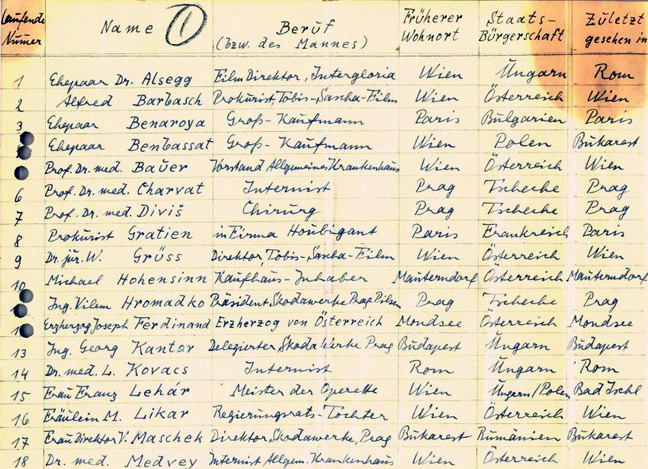 Laufende Numer Name 1 Beruf (bzw. des Mannes) Früherer Wohnort Staats-Bürgerschaft Zuletzt gesehen in
1 Ehepaar Dr. Alsegg Film Direktor, Intergloria Wien Ungarn Rom
2 Alfred Barbasch Prokurist, Tobis-Sascha-Film Wien Österreich Wien
3 Ehepaar Benaroya Groß-Kaufmann Paris Bulgarien Paris
Ehepaar Benbassat Groß-Kaufmann Wien Polen Bukarest
Prof. Dr. med. Bauer Vorstand Allgemeines Krankenhaus Wien Österreich Wien
6 Prof. Dr. med. Charvat Internist Prag Tscheche Prag
7 Prof. Dr. med. Diviš Chirurg Prag Tscheche Prag
8 Prokurist Gratien in Firma Houbigant Paris Frankreich Paris
9 Dr. jur. W. Grüss Direktor, Tobis-Sascha-Film Wien Österreich Wien
10 Michael Hohensinn Kaufhaus-Inhaber Mauterndorf Österreich Mauterndorf
Ing. Vilem Hromadko Präsident, Skodawerke Prag Pilsen Prag Tscheche Prag
1 Erzherzog Joseph Ferdinand Erzherzog von Österreich Mondsee Österreich Mondsee
13 Ing. Georg Kantor Delegierter Skodawerke Prag Budapest Ungarn Budapest
14 Dr. med. L. Kovacs Internist Rom Ungarn Rom
15 Frau Franz Lehár Meister der Operette Wien Ungarn/Polen Bad Ischl
16 Fräulein M. Likar Regierungsrats-Tochter Wien Österreich Wien
17 Frau Direktor V. Maschek Direktor, Skodawerke, Prag Bukarest Rumänien Bukarest
18 Dr. med. Medvey Internist Allgem. Krankenhaus Wien Österreich Wien